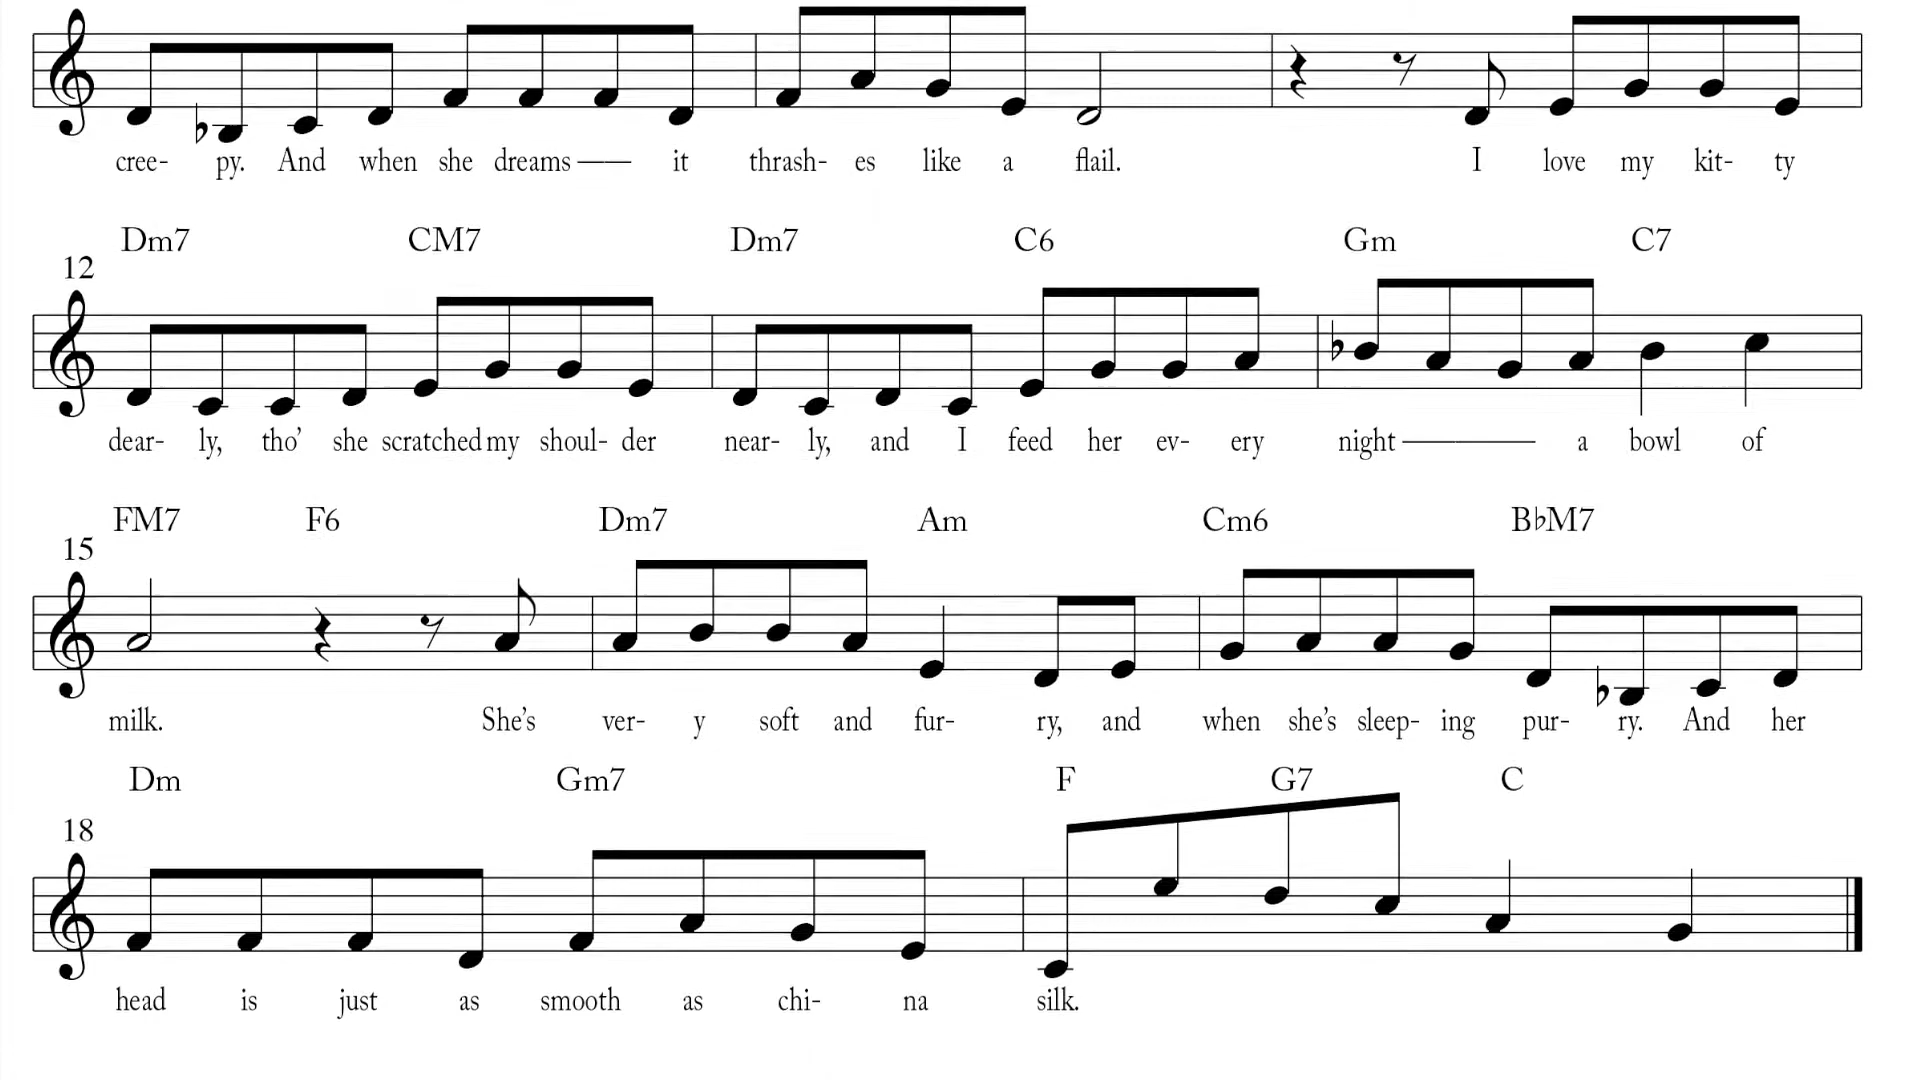 cree- py. And when she dreams —— it thrash- es like a flail. I love my kit- ty
Dm7 CM7 Dm7 C6 Gm C7
12
dear- ly, tho’ she scratched my shoul- der near- ly, and I feed her ev- ery night ———— a bowl of
FM7 F6 Dm7 Am Cm6 B♭M7
15
milk. She’s ver- y soft and fur- ry, and when she’s sleep- ing pur- ry. And her
Dm Gm7 F G7 C
18
head is just as smooth as chi- na silk.